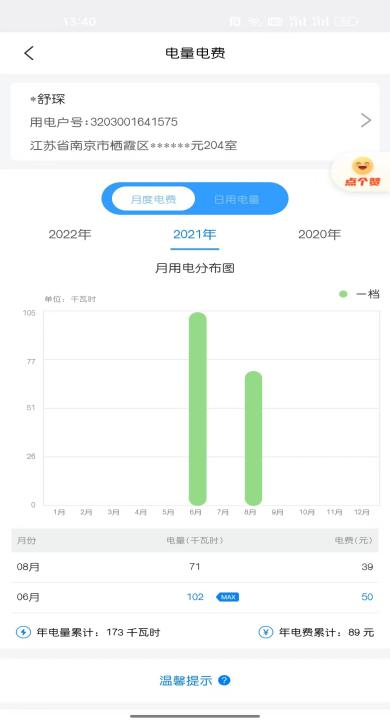 13:40
电量电费
*舒琛
用电户号:3203001641575
江苏省南京市栖霞区******元204室
点个赞
月度电费 日用电量
2022年 2021年 2020年
月用电分布图
单位：千瓦时 一档
105
77
51
26
0
1月 2月 3月 4月 5月 6月 7月 8月 9月 10月 11月 12月
月份 电量(千瓦时) 电费(元)
08月 71 39
06月 102 MAX 50
年电量累计：173 千瓦时 年电费累计：89 元
温馨提示 ?